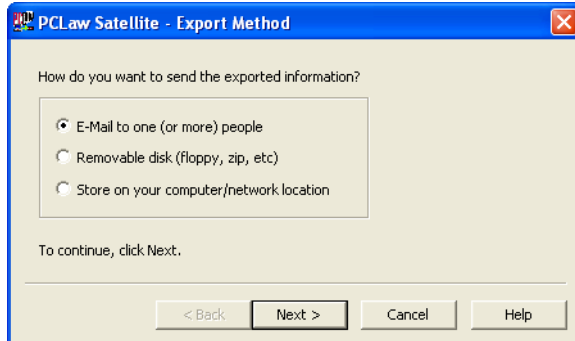 PCLaw Satellite - Export Method
How do you want to send the exported information?
E-Mail to one (or more) people
Removable disk (floppy, zip, etc)
Store on your computer/network location
To continue, click Next.
< Back Next > Cancel Help